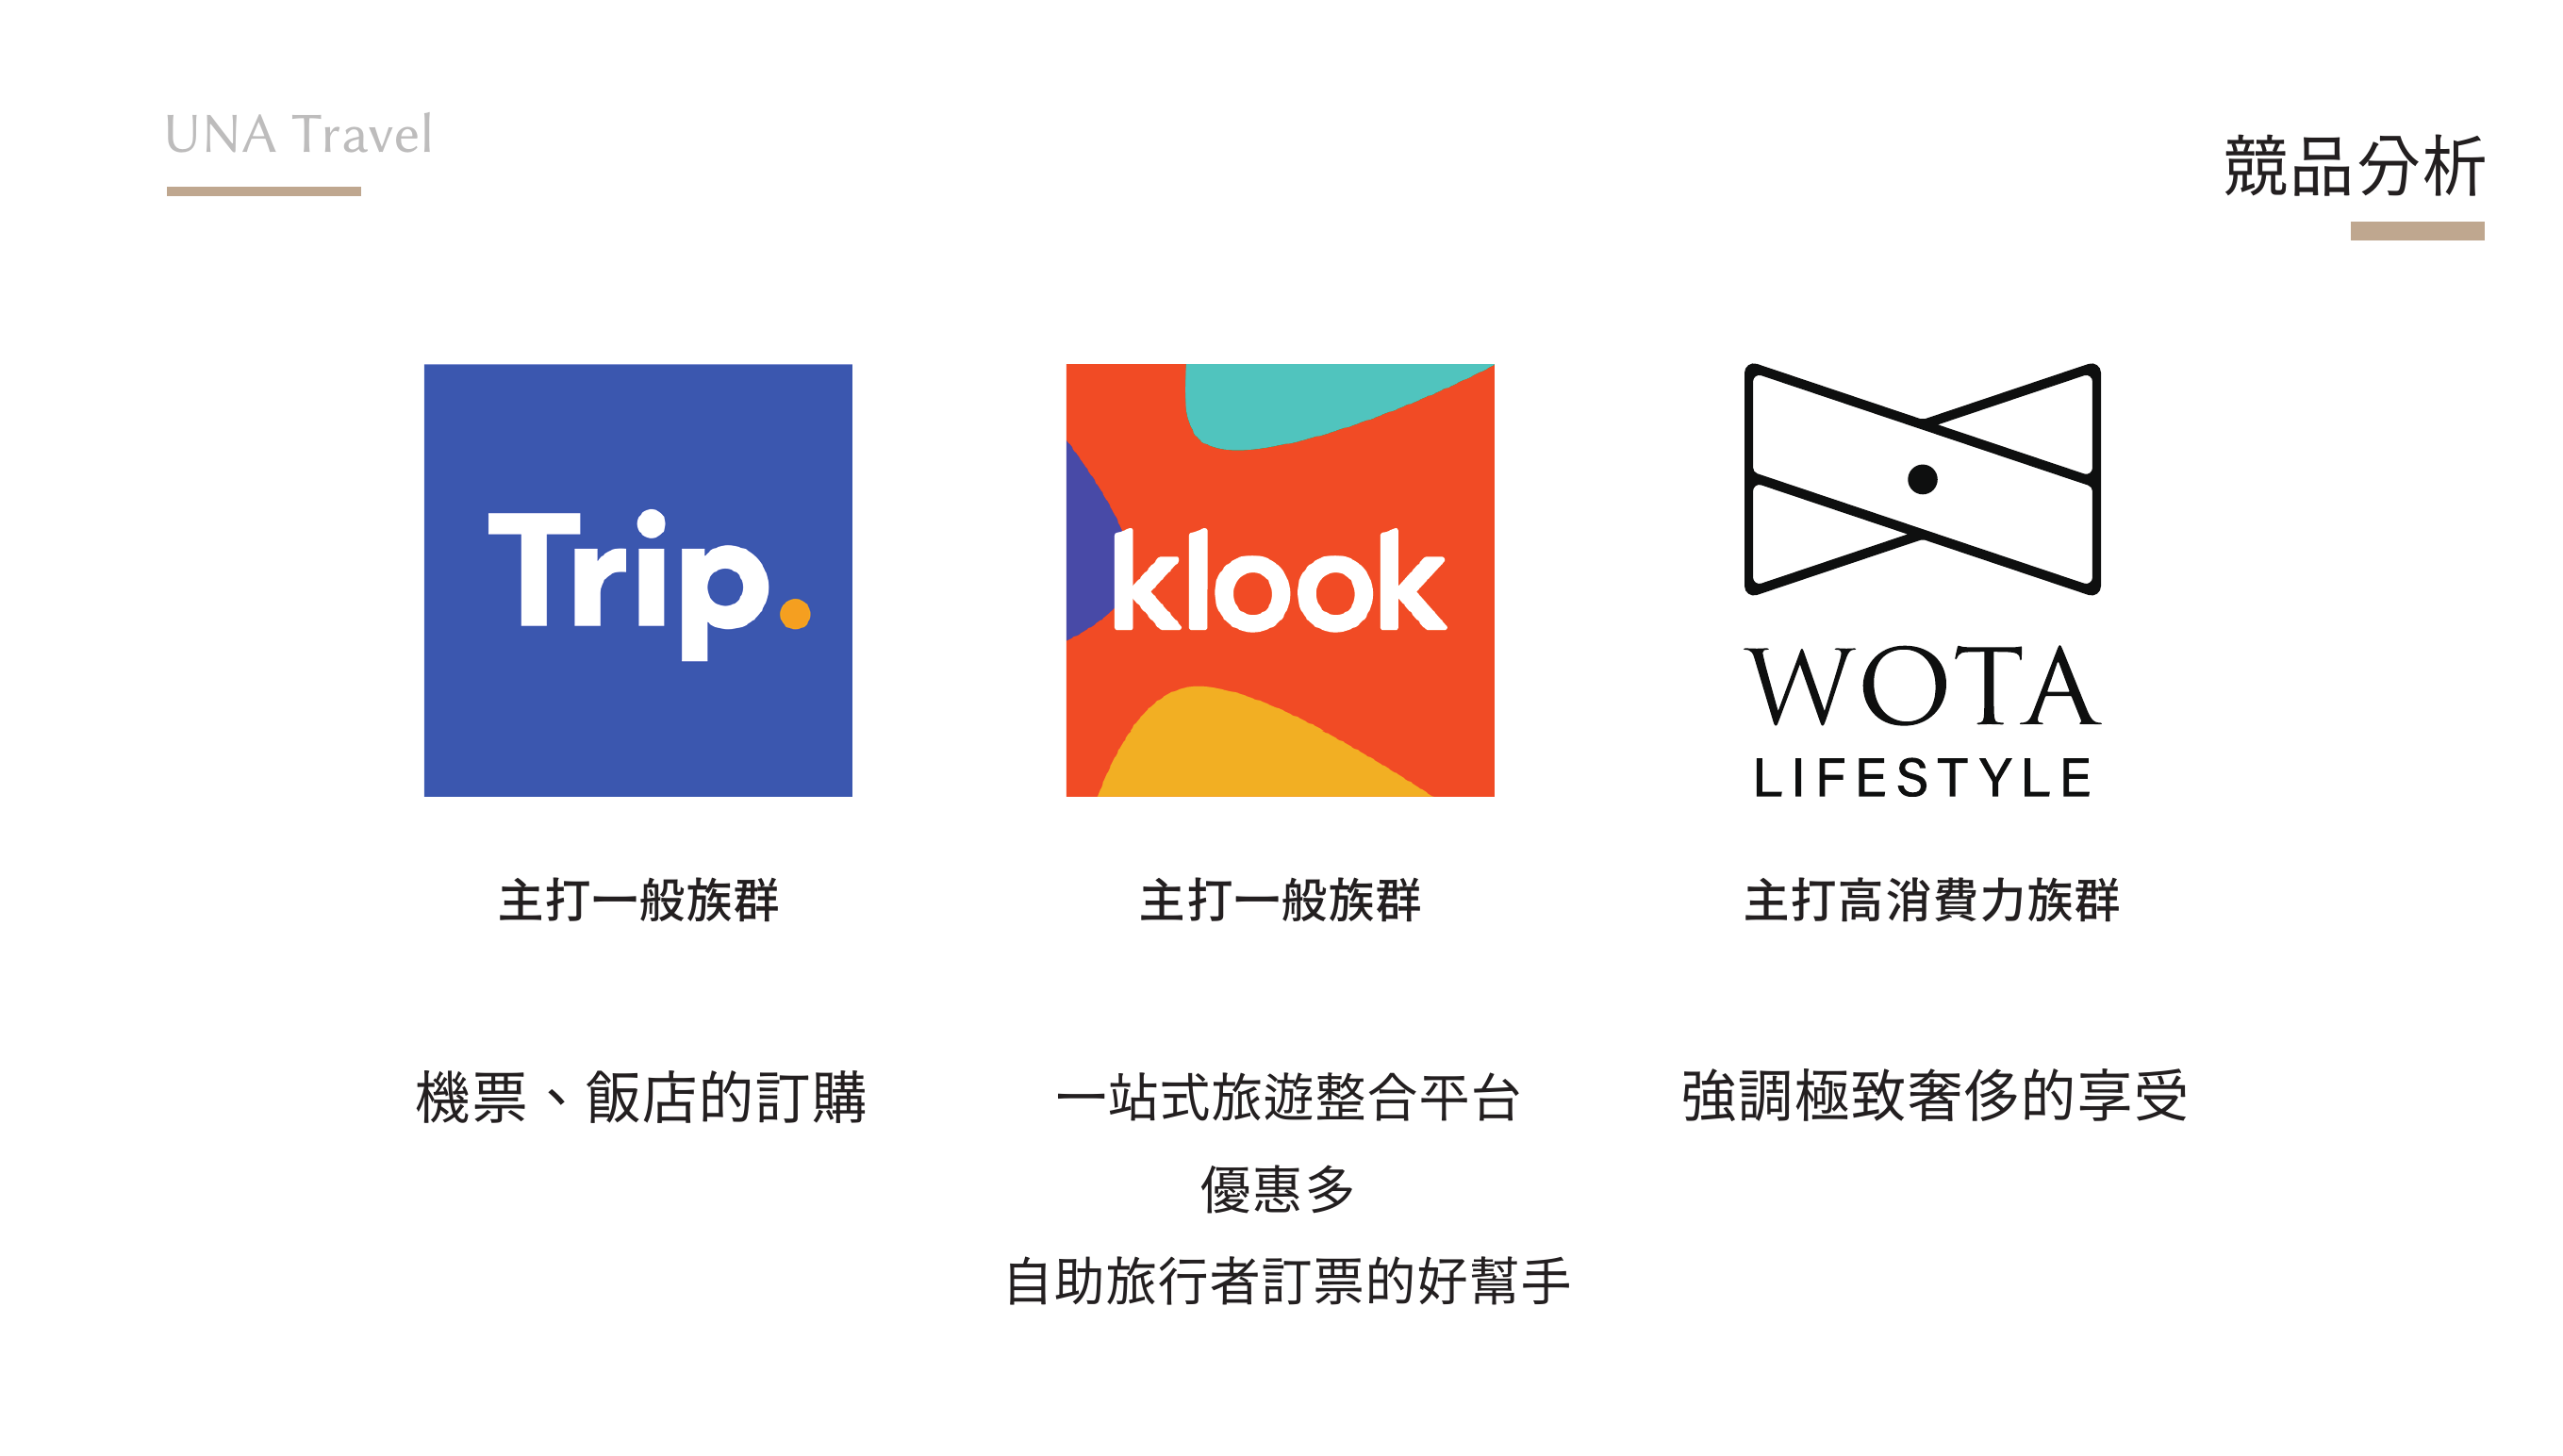 UNA Travel
競品分析
Trip.
klook
WOTA
LIFESTYLE
主打一般族群
主打一般族群
主打高消費力族群
機票、飯店的訂購
一站式旅遊整合平台
優惠多
自助旅行者訂票的好幫手
強調極致奢侈的享受